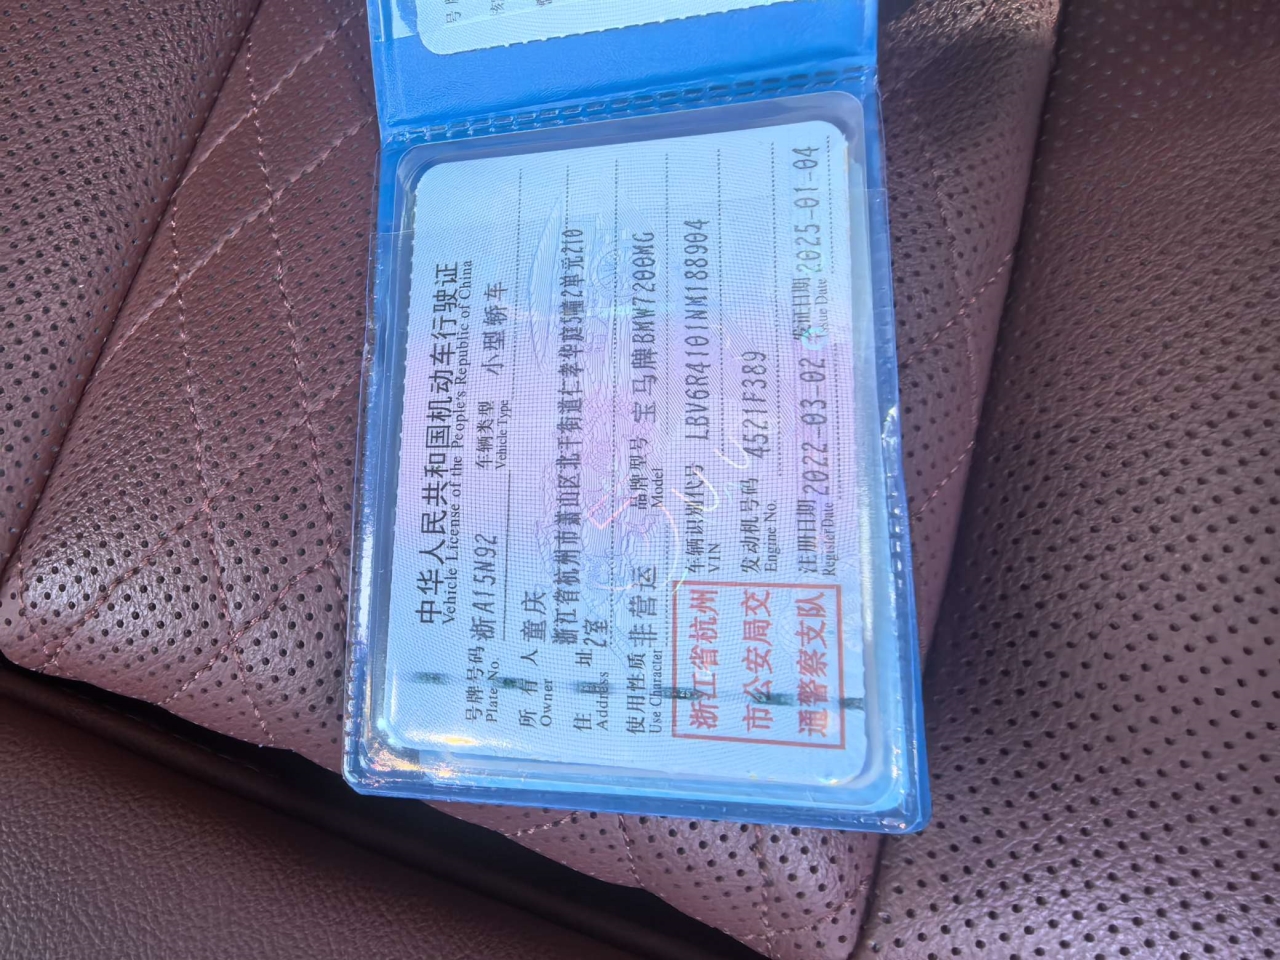 中华人民共和国机动车行驶证
Vehicle License of the People's Republic of China
号牌号码 浙A15N92 车辆类型 小型轿车
Plate No. Vehicle Type
所有人 童庆
Owner
住址 浙江省杭州市萧山区北干街道仁孝华庭5幢2单元210
Address 2室
使用性质 非营运 品牌型号 宝马牌BMW7200MG
Use Character Model
浙江省杭州
市公安局交
通警察支队
车辆识别代号 LBV6R4101NM188904
VIN
发动机号码 4521F389
Engine No.
注册日期 2022-03-02 发证日期 2025-01-04
Register Date Issue Date